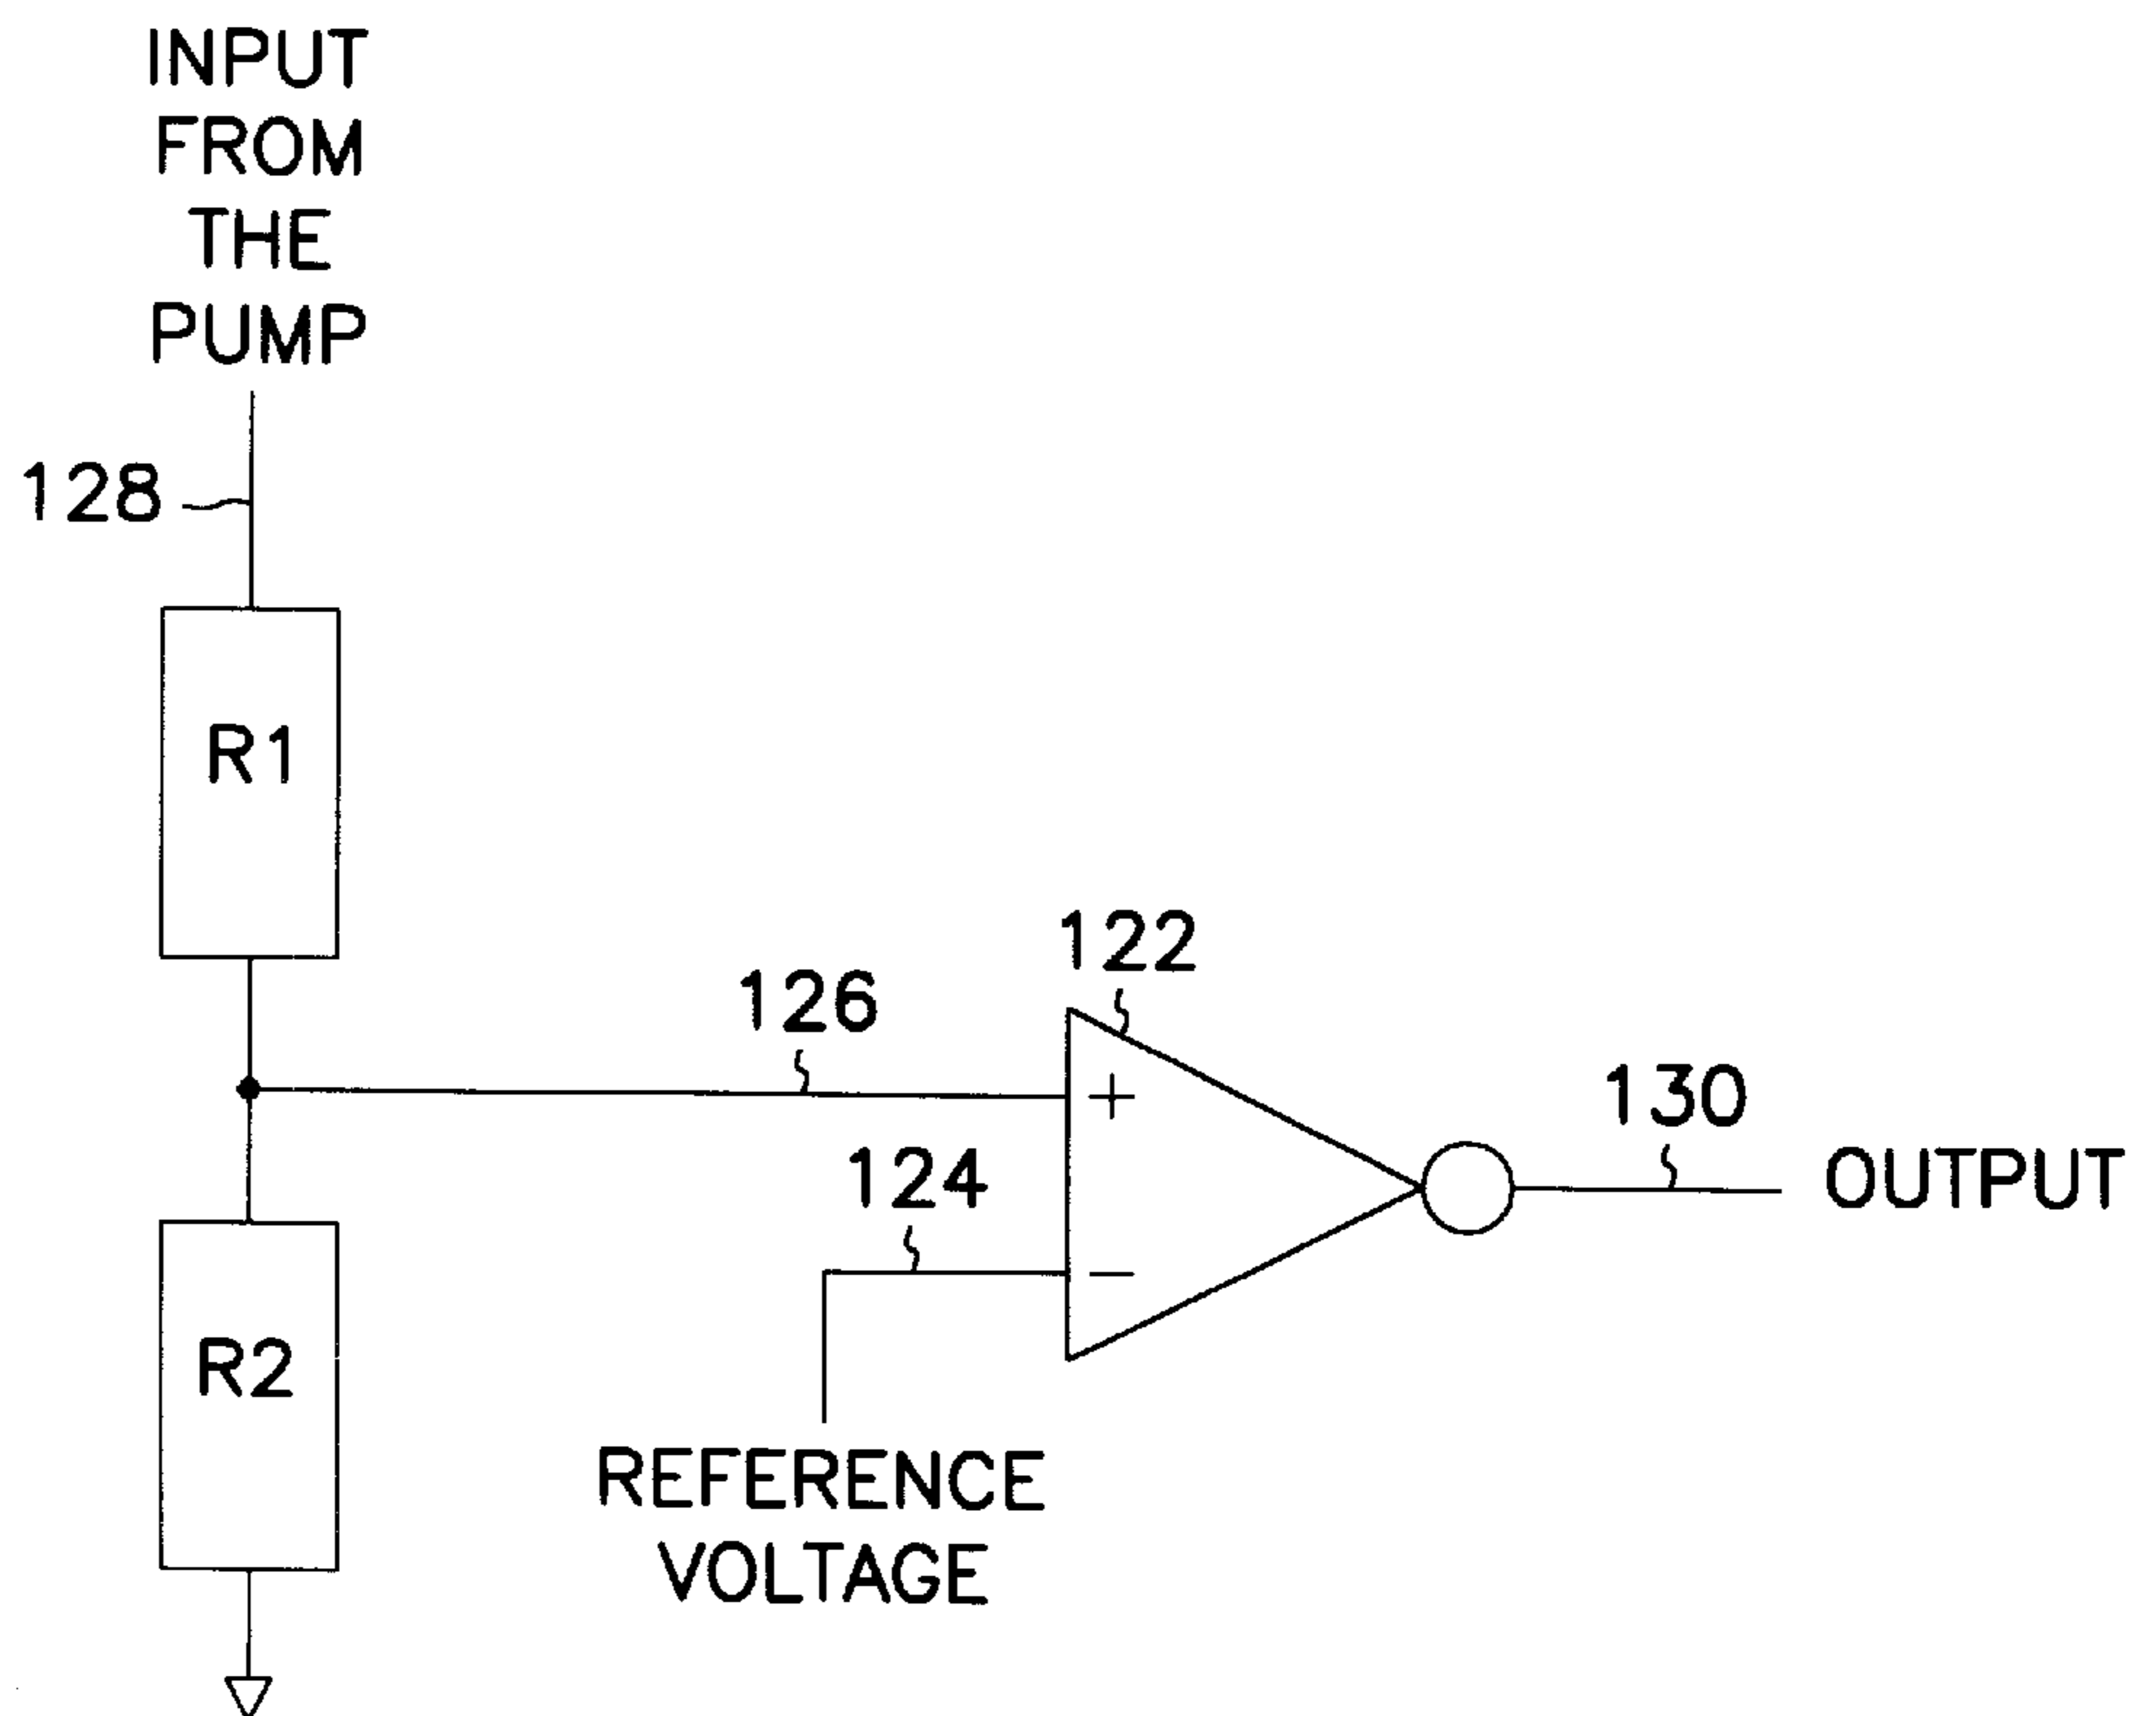 INPUT
FROM
THE
PUMP
128
R1
122
126
130
124
OUTPUT
+
−
R2
REFERENCE
VOLTAGE